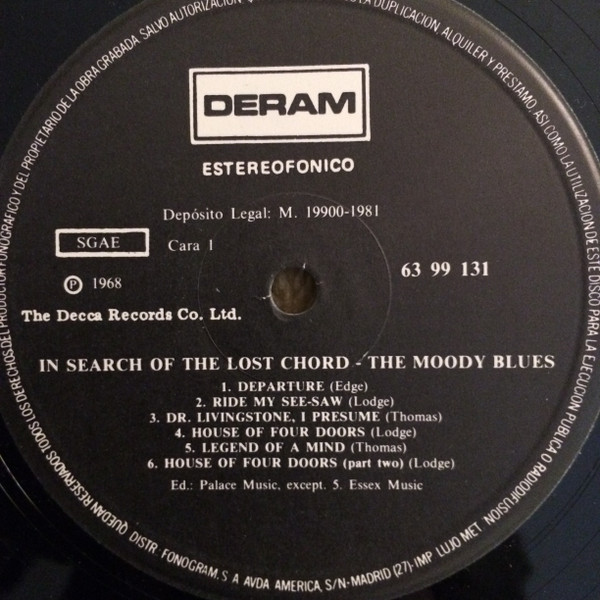 DERAM
ESTEREOFONICO
Depósito Legal: M. 19900-1981
SGAE
Cara 1
63 99 131
Ⓟ 1968
The Decca Records Co. Ltd.
IN SEARCH OF THE LOST CHORD - THE MOODY BLUES
1. DEPARTURE (Edge)
2. RIDE MY SEE-SAW (Lodge)
3. DR. LIVINGSTONE, I PRESUME (Thomas)
4. HOUSE OF FOUR DOORS (Lodge)
5. LEGEND OF A MIND (Thomas)
6. HOUSE OF FOUR DOORS (part two) (Lodge)
Ed.: Palace Music, except. 5. Essex Music
QUEDAN RESERVADOS TODOS LOS DERECHOS DEL PRODUCTOR FONOGRAFICO Y DEL PROPIETARIO DE LA OBRA GRABADA. SALVO AUTORIZACION, LA DUPLICACION, ALQUILER Y PRESTAMO, ASI COMO LA UTILIZACION DE ESTE DISCO PARA LA EJECUCION PUBLICA O RADIODIFUSION
DISTR. FONOGRAM, S A AVDA AMERICA, S/N-MADRID (27)-IMP LUJO MET